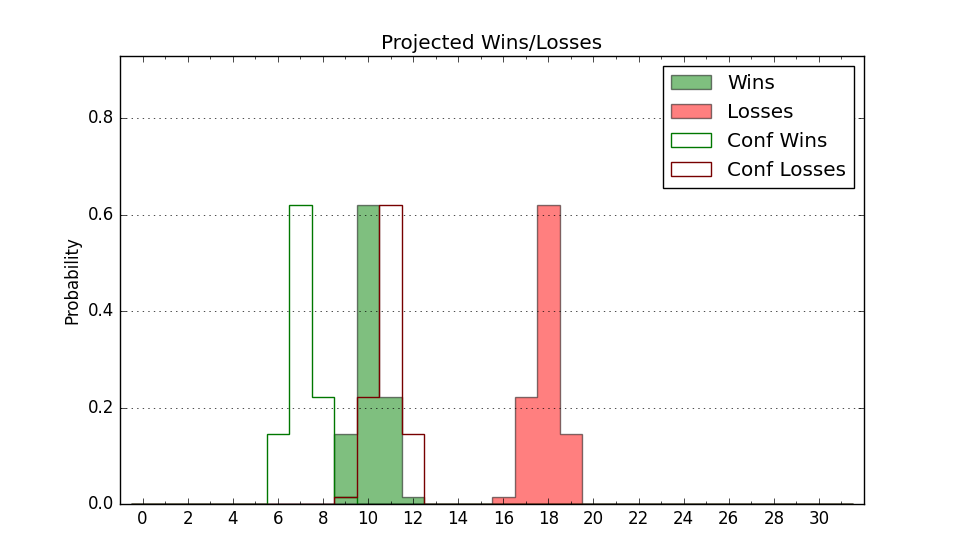 Projected Wins/Losses
Wins
Losses
Conf Wins
Conf Losses
Probability
0.8
0.6
0.4
0.2
0.0
0 2 4 6 8 10 12 14 16 18 20 22 24 26 28 30